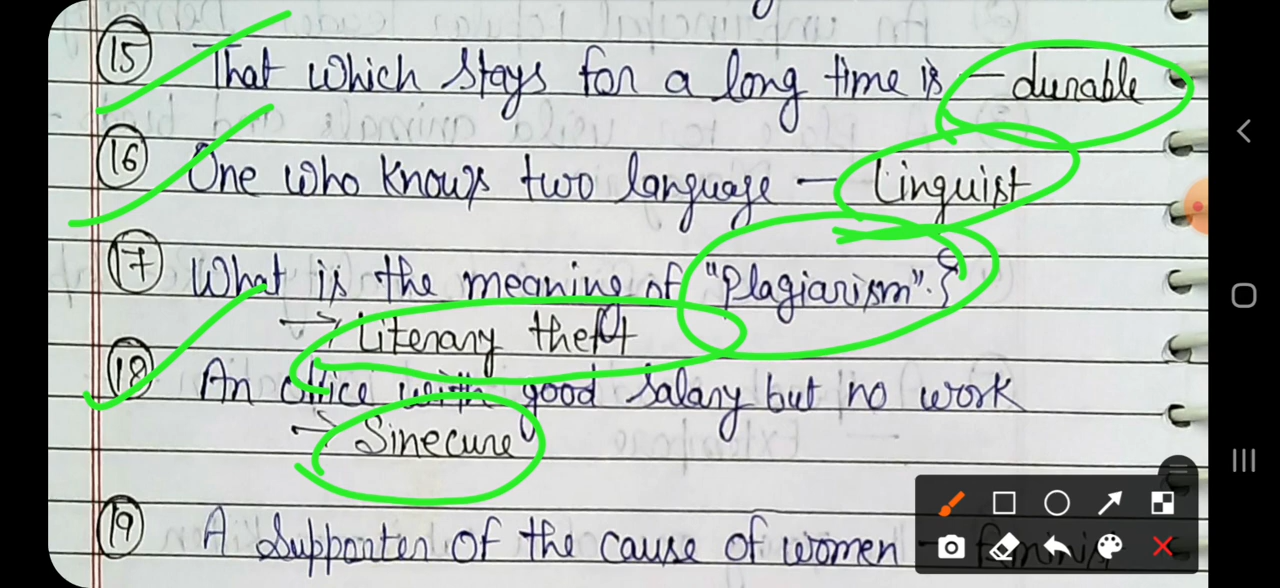 15 That which stays for a long time is - durable
16 One who knows two language - Linguist
17 What is the meaning of "Plagiarism".
→ Literary theft
18 An office with good salary but no work
→ Sinecure
19 A supporter of the cause of women - feminist